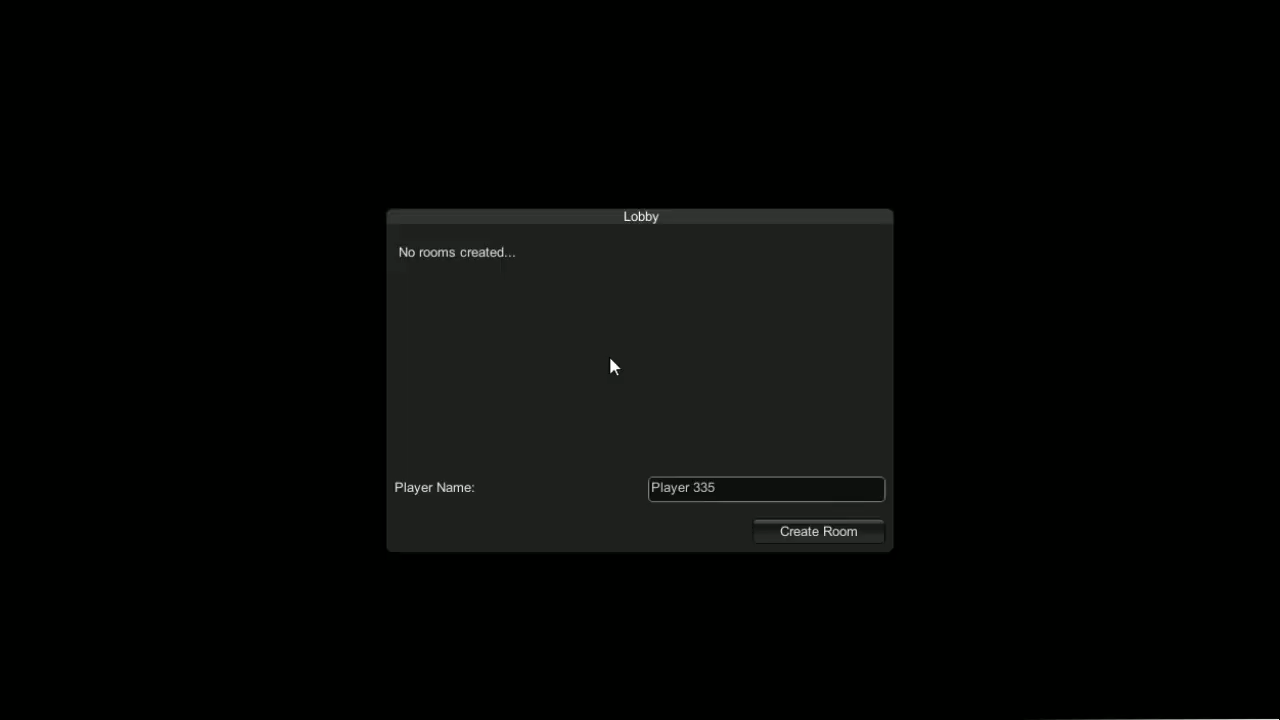 Lobby
No rooms created...
Player Name:
Player 335
Create Room